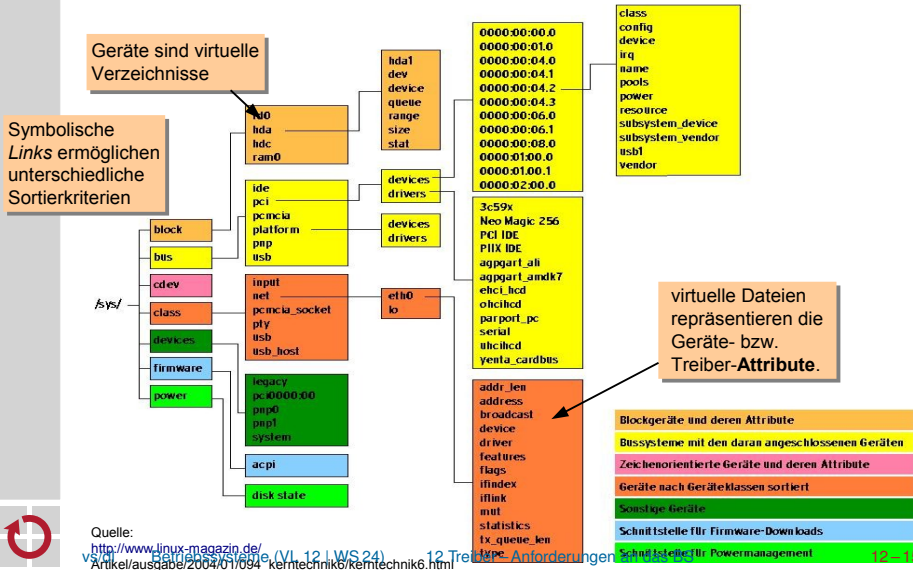 Geräte sind virtuelle
Verzeichnisse
Symbolische
Links ermöglichen
unterschiedliche
Sortierkriterien
/sys/
block
bus
cdev
class
devices
firmware
power
fd0
hda
hdc
ram0
ide
pci
pcmcia
platform
pnp
usb
input
net
pcmcia_socket
pty
usb
usb_host
legacy
pci0000:00
pnp0
pnp1
system
acpi
disk state
hda1
dev
device
queue
range
size
stat
devices
drivers
devices
drivers
eth0
lo
0000:00:00.0
0000:00:01.0
0000:00:04.0
0000:00:04.1
0000:00:04.2
0000:00:04.3
0000:00:06.0
0000:00:06.1
0000:00:08.0
0000:01:00.0
0000:01.00.1
0000:02:00.0
3c59x
Neo Magic 256
PCI IDE
PIIX IDE
agpgart_ali
agpgart_amdk7
ehci_hcd
ohcihcd
parport_pc
serial
uhcihcd
yenta_cardbus
addr_len
address
broadcast
device
driver
features
flags
ifindex
iflink
mut
statistics
tx_queue_len
type
class
config
device
irq
name
pools
power
resource
subsystem_device
subsystem_vendor
usb1
vendor
virtuelle Dateien
repräsentieren die
Geräte- bzw.
Treiber-Attribute.
Blockgeräte und deren Attribute
Bussysteme mit den daran angeschlossenen Geräten
Zeichenorientierte Geräte und deren Attribute
Geräte nach Geräteklassen sortiert
Sonstige Geräte
Schnittstelle für Firmware-Downloads
Schnittstelle für Powermanagement
Quelle:
http://www.linux-magazin.de/
Artikel/ausgabe/2004/01/094_kerntechnik6/kerntechnik6.html
vs/dl Betriebssysteme (VL 12 | WS 24) 12 Treiber – Anforderungen an das BS